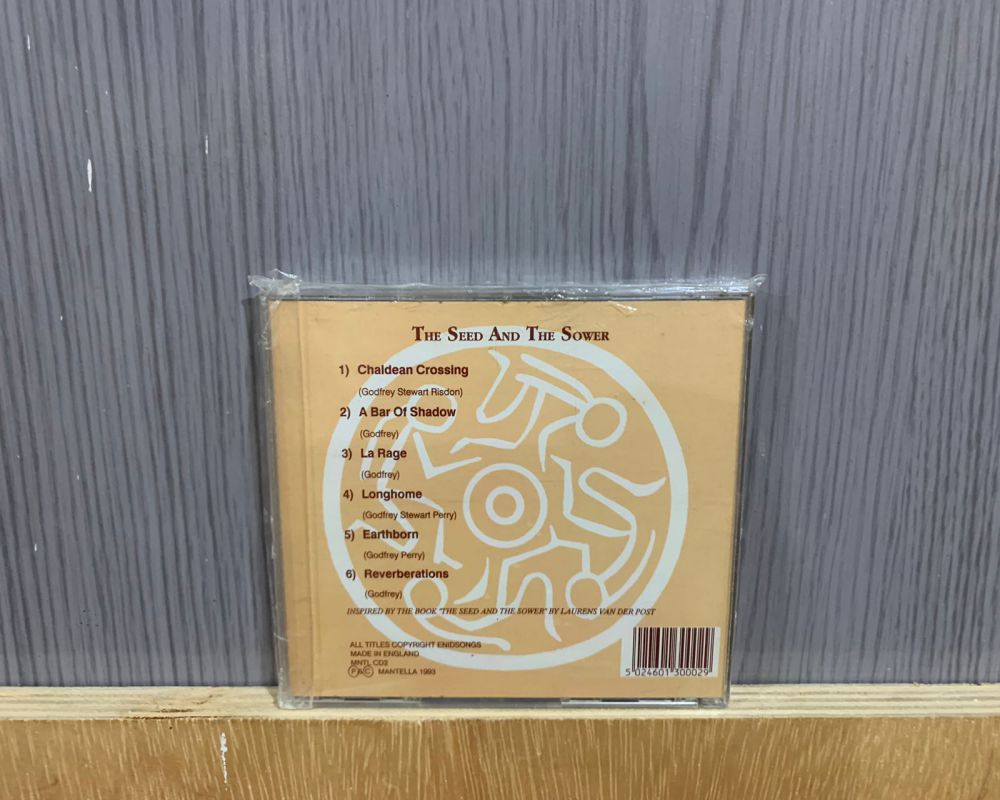 The Seed And The Sower
1) Chaldean Crossing
(Godfrey Stewart Risdon)
2) A Bar Of Shadow
(Godfrey)
3) La Rage
(Godfrey)
4) Longhome
(Godfrey Stewart Perry)
5) Earthborn
(Godfrey Perry)
6) Reverberations
(Godfrey)
INSPIRED BY THE BOOK "THE SEED AND THE SOWER" BY LAURENS VAN DER POST
ALL TITLES COPYRIGHT ENIDSONGS
MADE IN ENGLAND
MNTL CD2
Ⓟ&Ⓒ MANTELLA 1993
5 024601 300029